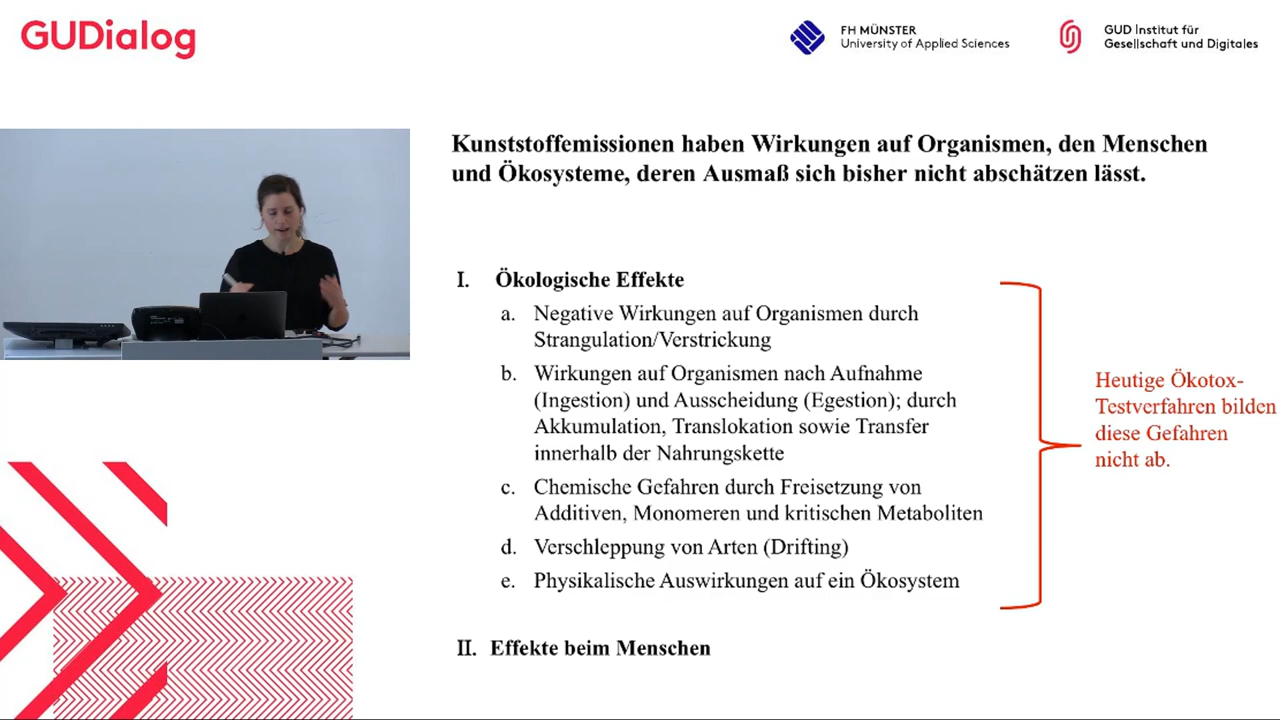 GUDialog
FH MÜNSTER
University of Applied Sciences
GUD Institut für
Gesellschaft und Digitales
Kunststoffemissionen haben Wirkungen auf Organismen, den Menschen
und Ökosysteme, deren Ausmaß sich bisher nicht abschätzen lässt.
I. Ökologische Effekte
a. Negative Wirkungen auf Organismen durch
Strangulation/Verstrickung
b. Wirkungen auf Organismen nach Aufnahme
(Ingestion) und Ausscheidung (Egestion); durch
Akkumulation, Translokation sowie Transfer
innerhalb der Nahrungskette
c. Chemische Gefahren durch Freisetzung von
Additiven, Monomeren und kritischen Metaboliten
d. Verschleppung von Arten (Drifting)
e. Physikalische Auswirkungen auf ein Ökosystem
Heutige Ökotox-
Testverfahren bilden
diese Gefahren
nicht ab.
II. Effekte beim Menschen